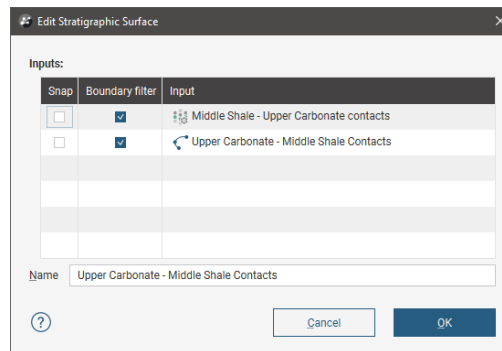 Edit Stratigraphic Surface
Inputs:
Snap Boundary filter Input
Middle Shale - Upper Carbonate contacts
Upper Carbonate - Middle Shale Contacts
Name Upper Carbonate - Middle Shale Contacts
? Cancel OK